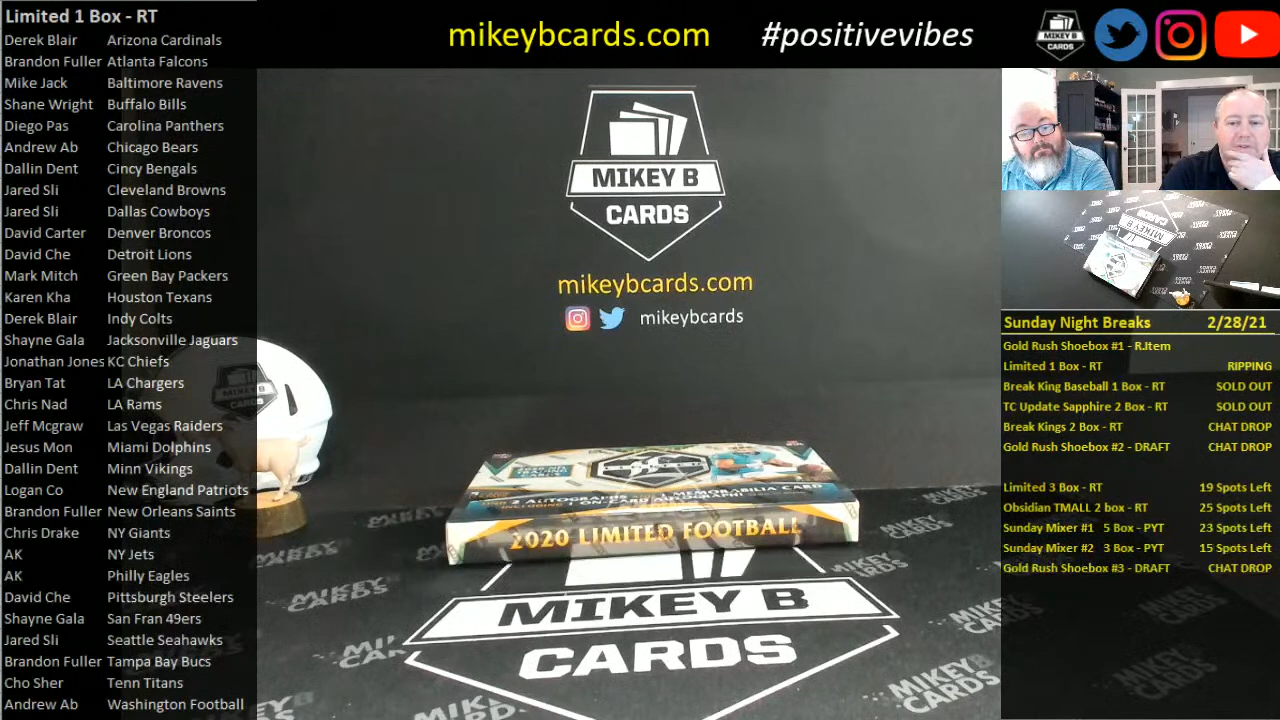 Limited 1 Box - RT
Derek Blair Arizona Cardinals
Brandon Fuller Atlanta Falcons
Mike Jack Baltimore Ravens
Shane Wright Buffalo Bills
Diego Pas Carolina Panthers
Andrew Ab Chicago Bears
Dallin Dent Cincy Bengals
Jared Sli Cleveland Browns
Jared Sli Dallas Cowboys
David Carter Denver Broncos
David Che Detroit Lions
Mark Mitch Green Bay Packers
Karen Kha Houston Texans
Derek Blair Indy Colts
Shayne Gala Jacksonville Jaguars
Jonathan Jones KC Chiefs
Bryan Tat LA Chargers
Chris Nad LA Rams
Jeff Mcgraw Las Vegas Raiders
Jesus Mon Miami Dolphins
Dallin Dent Minn Vikings
Logan Co New England Patriots
Brandon Fuller New Orleans Saints
Chris Drake NY Giants
AK NY Jets
AK Philly Eagles
David Che Pittsburgh Steelers
Shayne Gala San Fran 49ers
Jared Sli Seattle Seahawks
Brandon Fuller Tampa Bay Bucs
Cho Sher Tenn Titans
Andrew Ab Washington Football
mikeybcards.com #positivevibes
MIKEY B
CARDS
MIKEY B
CARDS
mikeybcards.com
mikeybcards
2020 LIMITED FOOTBALL
MIKEY B
CARDS
Sunday Night Breaks 2/28/21
Gold Rush Shoebox #1 - R.Item
Limited 1 Box - RT RIPPING
Break King Baseball 1 Box - RT SOLD OUT
TC Update Sapphire 2 Box - RT SOLD OUT
Break Kings 2 Box - RT CHAT DROP
Gold Rush Shoebox #2 - DRAFT CHAT DROP
Limited 3 Box - RT 19 Spots Left
Obsidian TMALL 2 box - RT 25 Spots Left
Sunday Mixer #1 5 Box - PYT 23 Spots Left
Sunday Mixer #2 3 Box - PYT 15 Spots Left
Gold Rush Shoebox #3 - DRAFT CHAT DROP